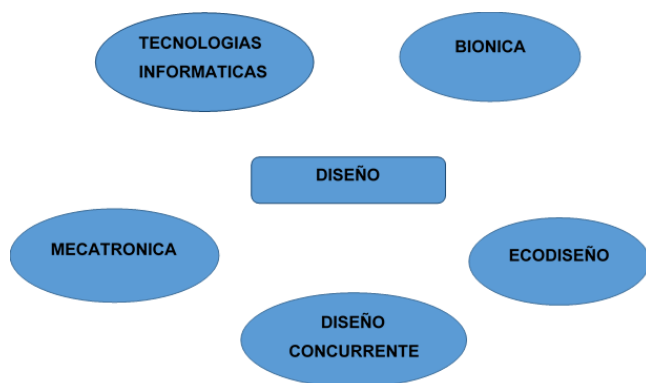 TECNOLOGIAS
INFORMATICAS
BIONICA
DISEÑO
MECATRONICA
ECODISEÑO
DISEÑO
CONCURRENTE